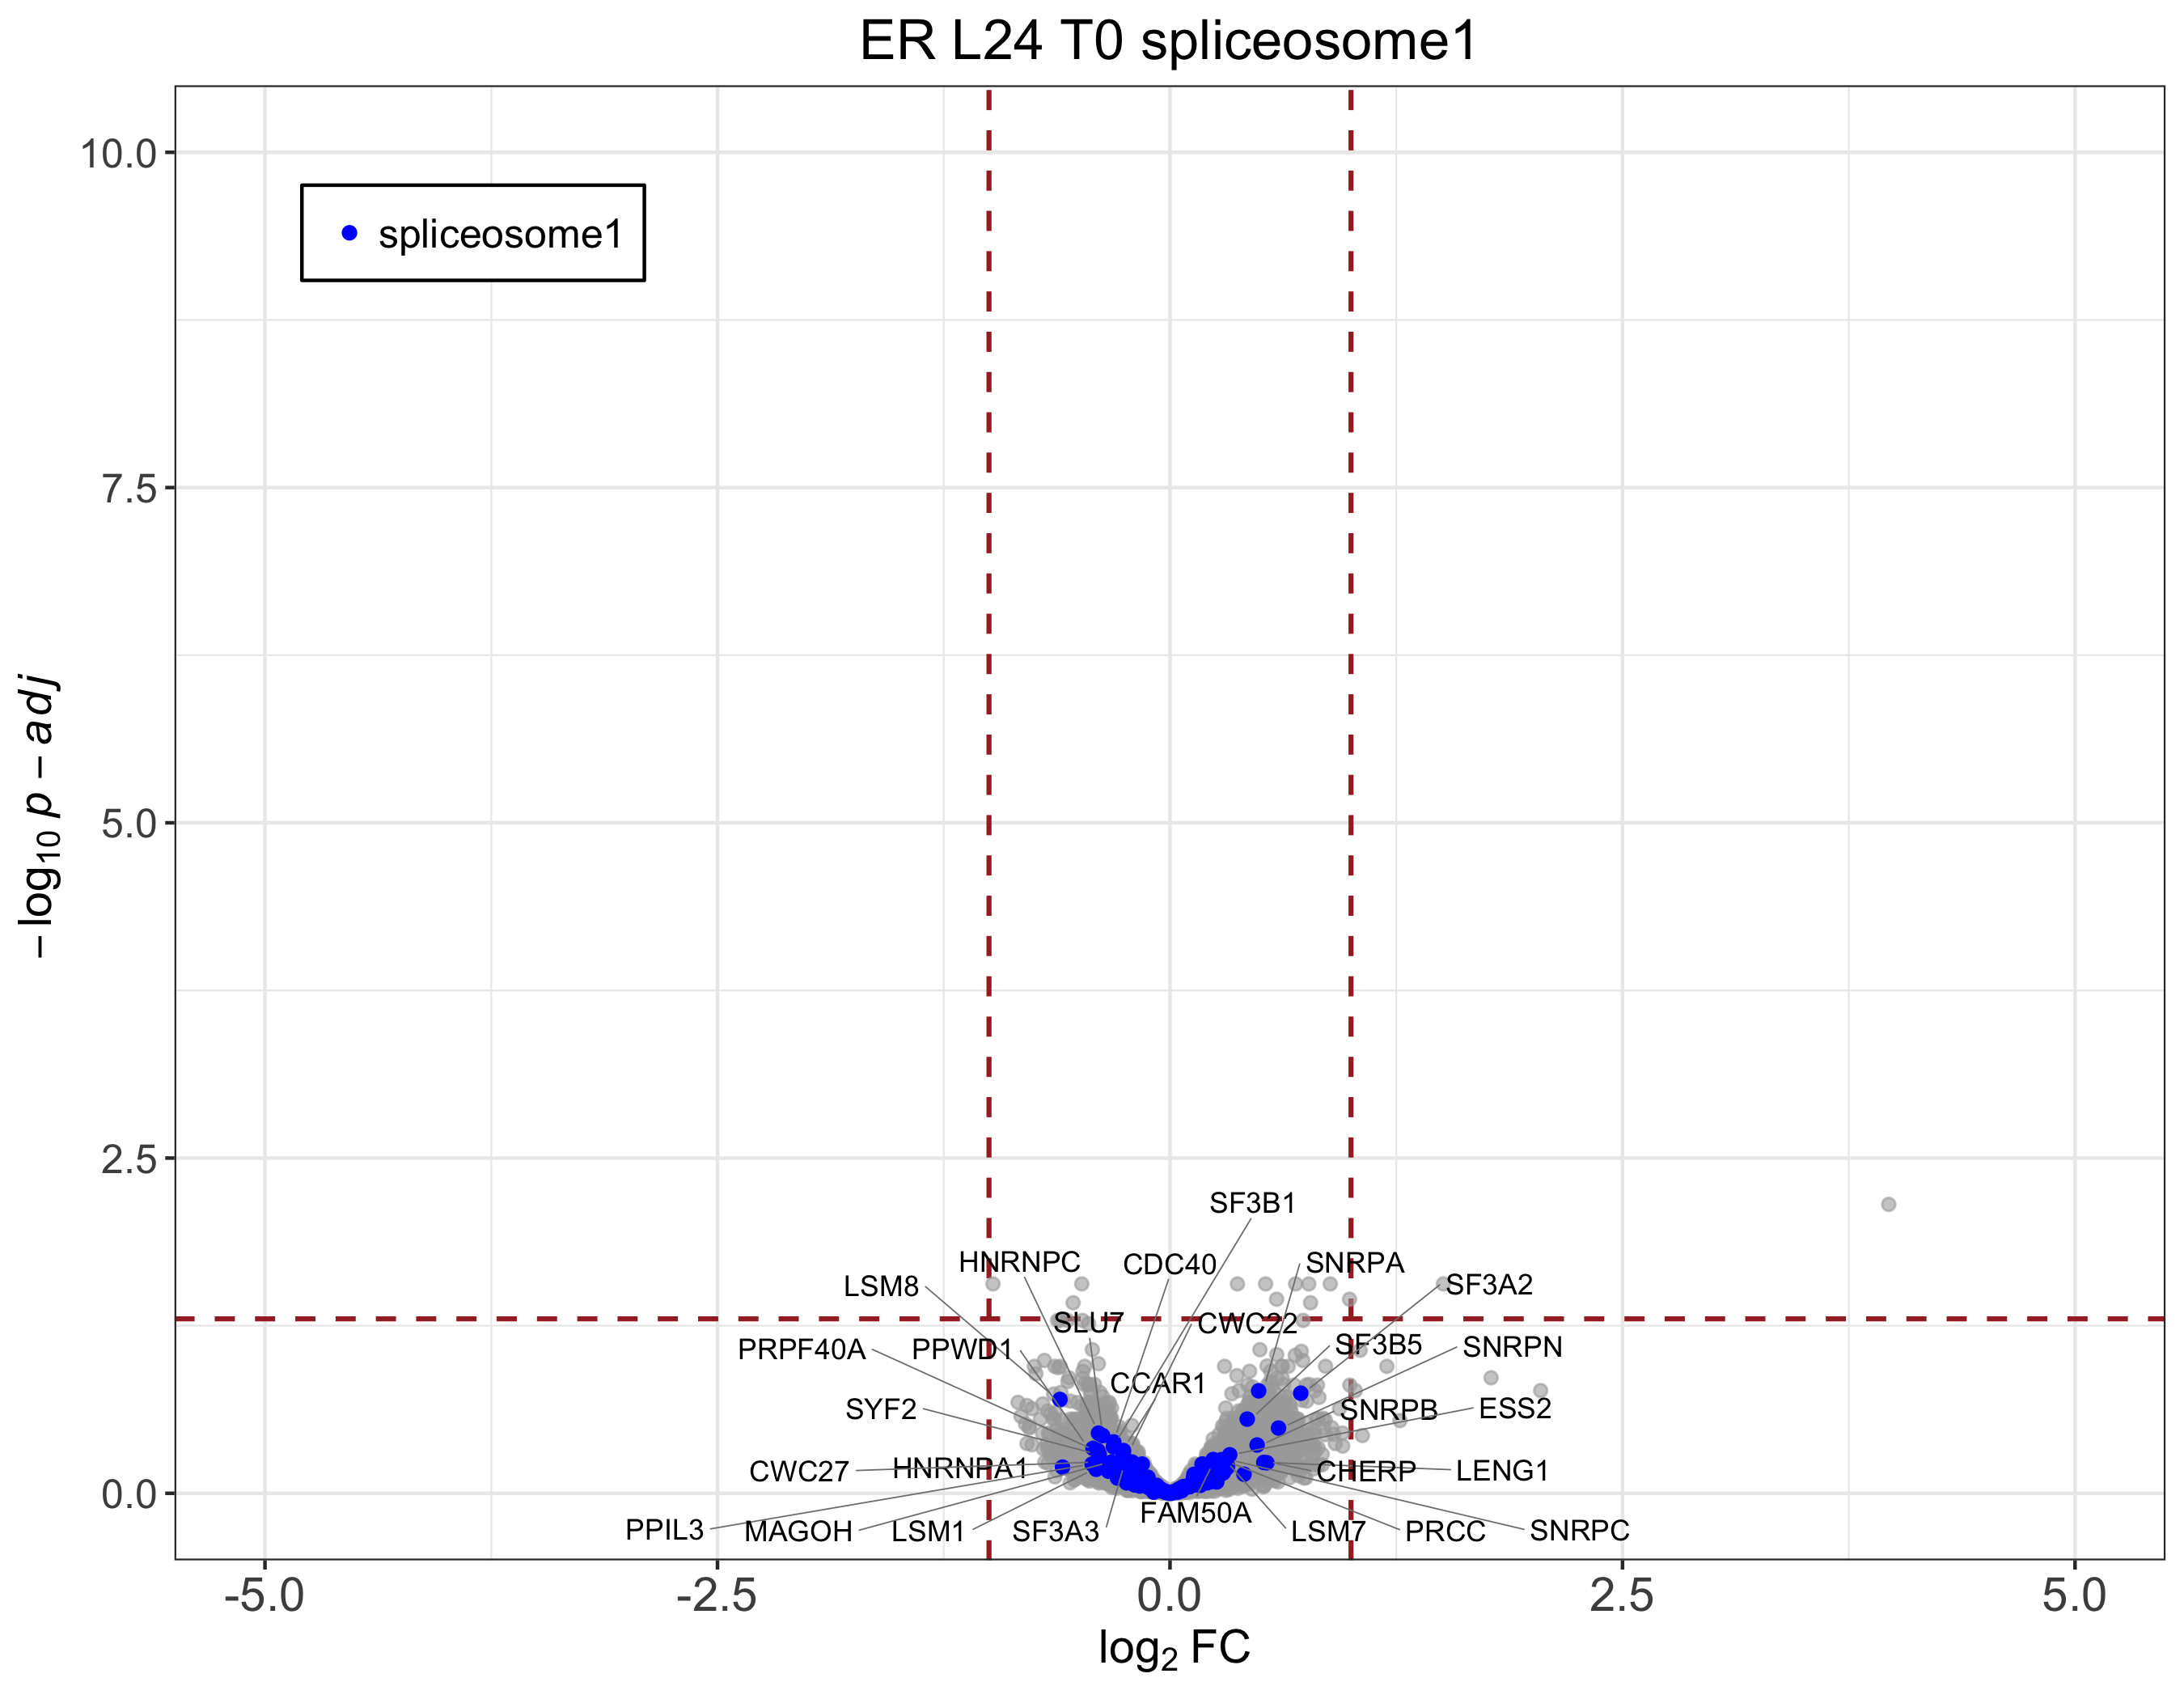 ER L24 T0 spliceosome1
10.0
spliceosome1
7.5
−log10 p − adj
5.0
2.5
SF3B1
HNRNPC
CDC40
SNRPA
LSM8
SF3A2
SLU7
CWC22
PRPF40A
PPWD1
SF3B5
SNRPN
CCAR1
SYF2
SNRPB
ESS2
CWC27
HNRNPA1
CHERP
LENG1
0.0
FAM50A
PPIL3
MAGOH
LSM1
SF3A3
LSM7
PRCC
SNRPC
-5.0
-2.5
0.0
2.5
5.0
log2 FC